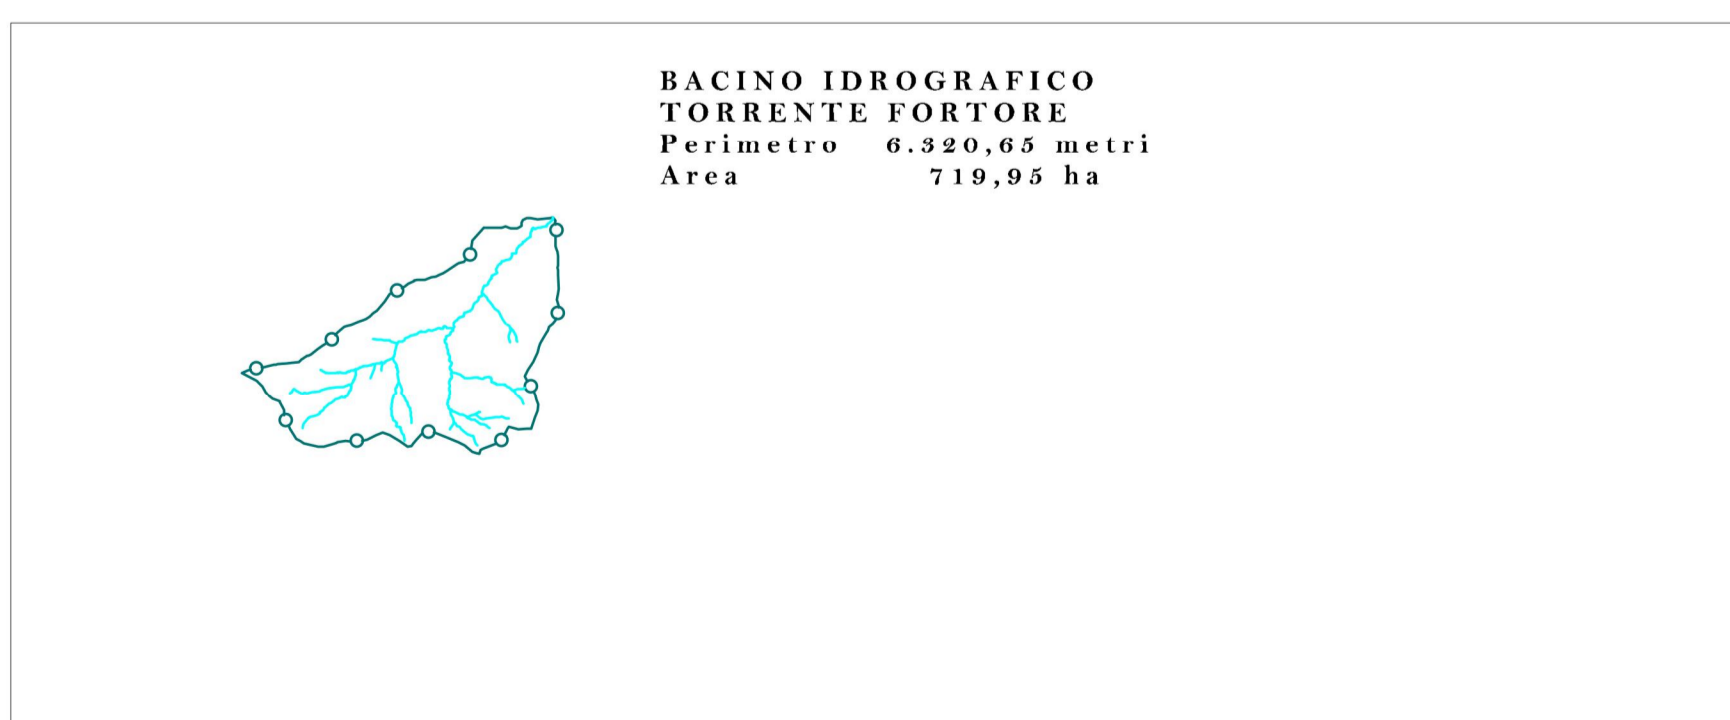 BACINO IDROGRAFICO
TORRENTE FORTORE
Perimetro 6.320,65 metri
Area 719,95 ha